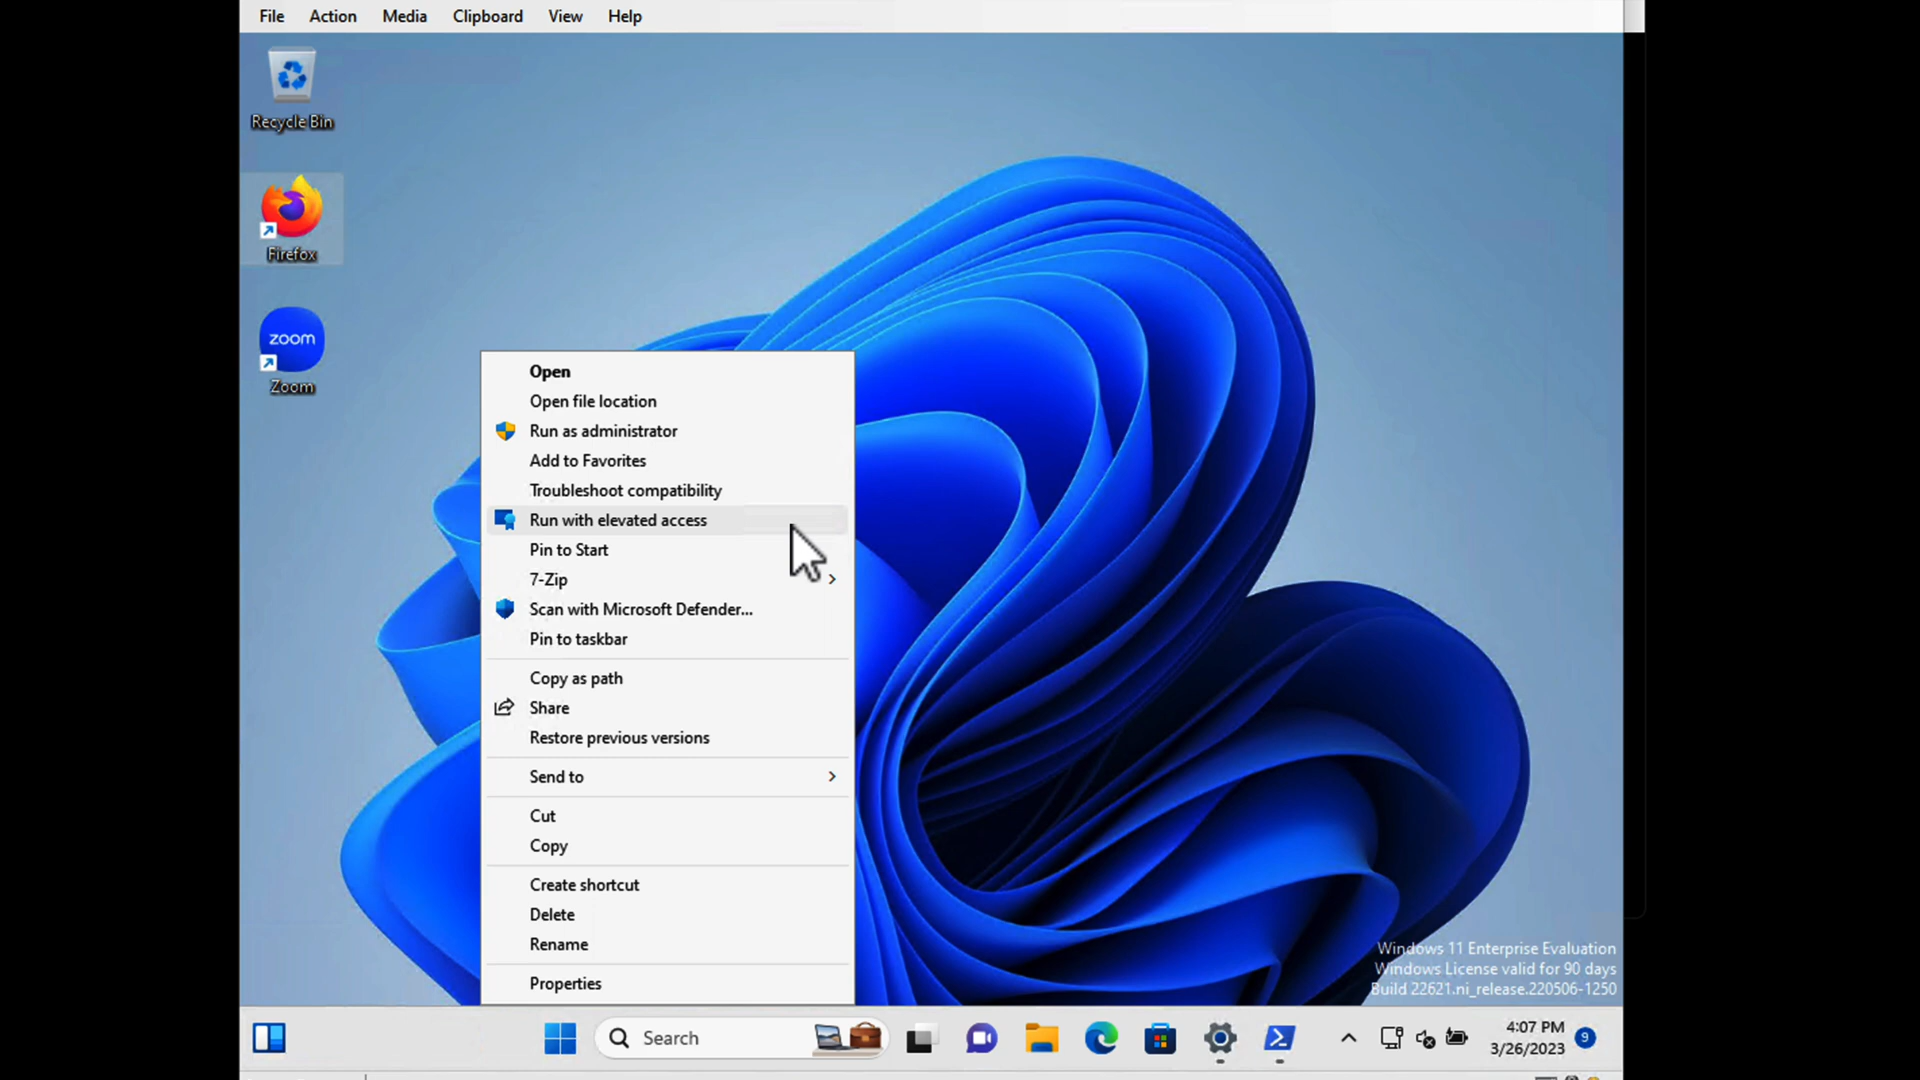 File Action Media Clipboard View Help
Recycle Bin
Firefox
zoom
Zoom
Open
Open file location
Run as administrator
Add to Favorites
Troubleshoot compatibility
Run with elevated access
Pin to Start
7-Zip
Scan with Microsoft Defender...
Pin to taskbar
Copy as path
Share
Restore previous versions
Send to
Cut
Copy
Create shortcut
Delete
Rename
Properties
Windows 11 Enterprise Evaluation
Windows License valid for 90 days
Build 22621.ni_release.220506-1250
Search
4:07 PM
3/26/2023
9